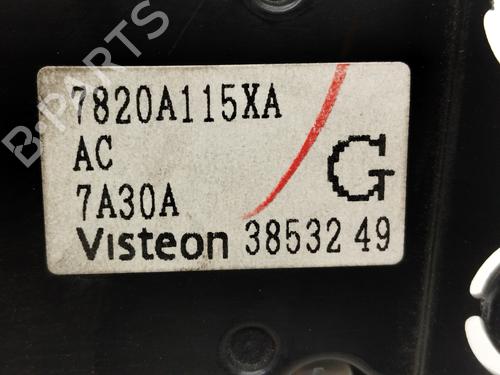 B-PARTS
7820A115XA
AC
7A30A
G
Visteon 38532 49